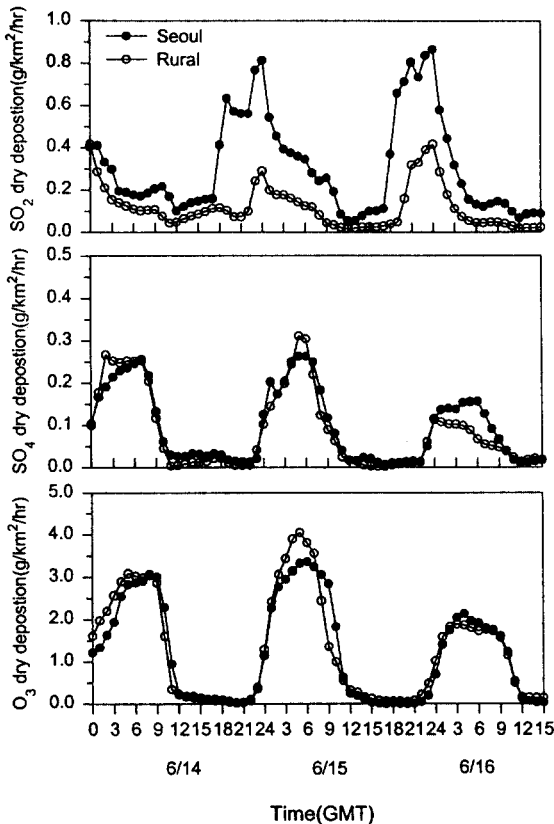 Seoul
Rural
SO2 dry depostion(g/km2/hr)
1.0
0.8
0.6
0.4
0.2
0.0
SO4 dry depostion(g/km2/hr)
0.5
0.4
0.3
0.2
0.1
0.0
O3 dry depostion(g/km2/hr)
5.0
4.0
3.0
2.0
1.0
0.0
0 3 6 9 12 15 18 21 24 3 6 9 12 15 18 21 24 3 6 9 12 15
6/14 6/15 6/16
Time(GMT)